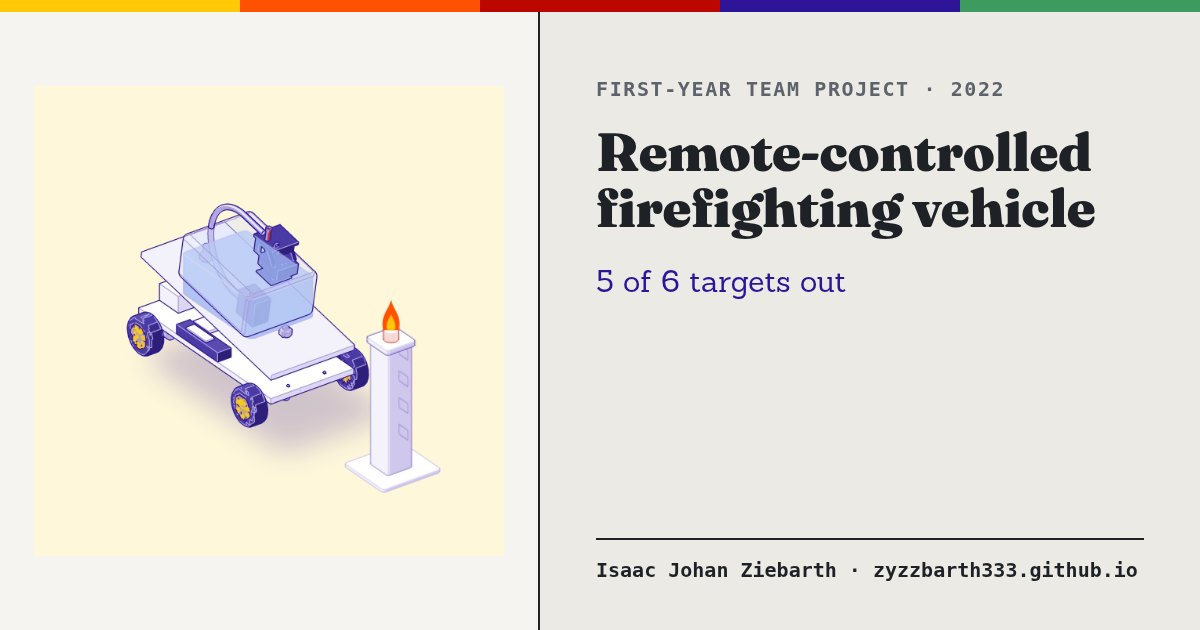 FIRST-YEAR TEAM PROJECT · 2022
Remote-controlled
firefighting vehicle
5 of 6 targets out
Isaac Johan Ziebarth · zyzzbarth333.github.io